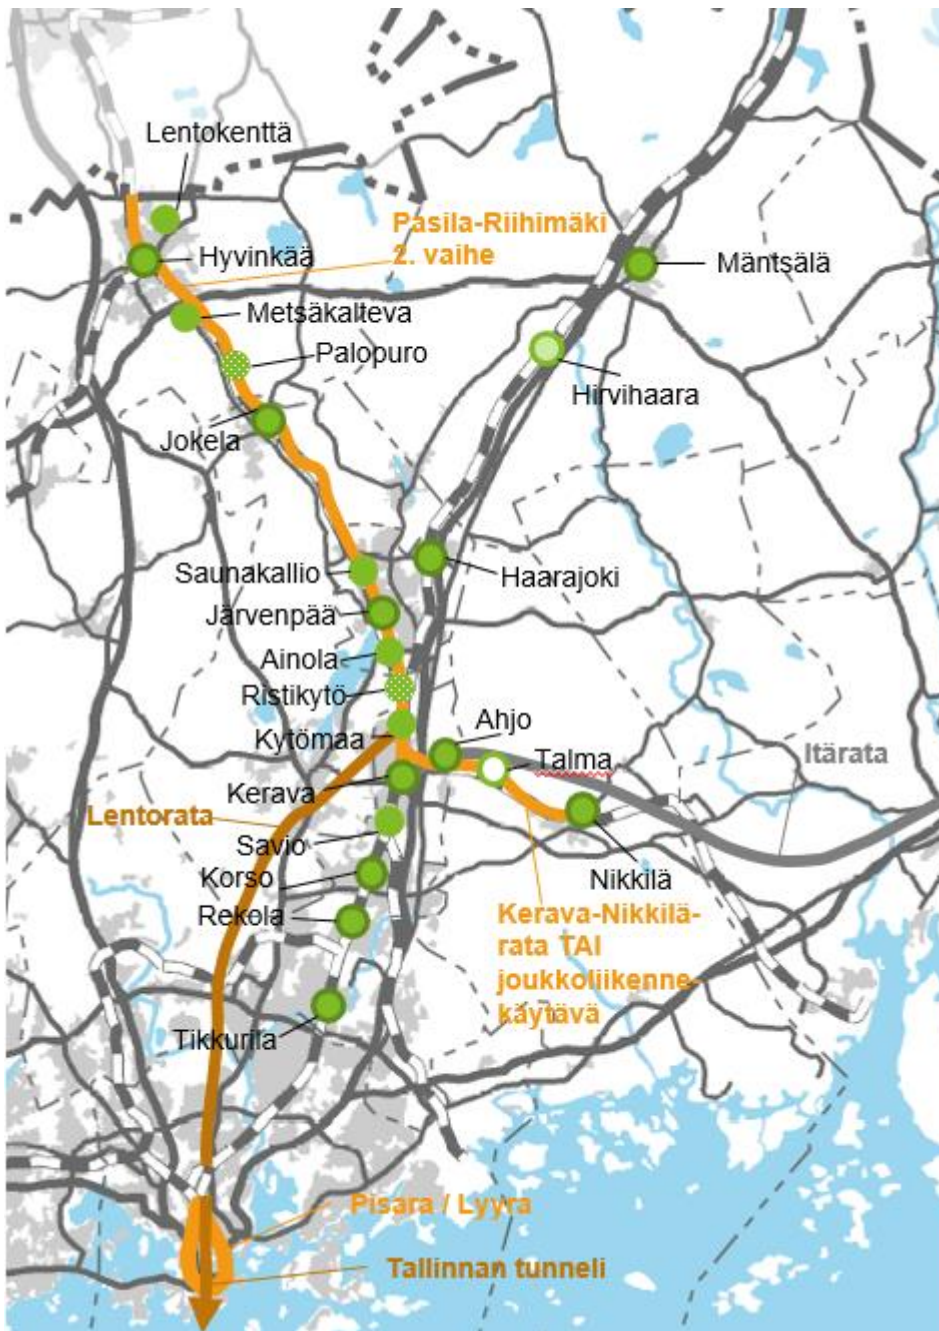 Lentokenttä
Pasila-Riihimäki
2. vaihe
Hyvinkää
Mäntsälä
Metsäkalteva
Palopuro
Hirvihaara
Jokela
Saunakallio
Haarajoki
Järvenpää
Ainola
Ristikytö
Ahjo
Kytömaa
Talma
Itärata
Kerava
Lentorata
Savio
Korso
Nikkilä
Rekola
Kerava-Nikkilä-
rata TAI
joukkoliikenne-
käytävä
Tikkurila
Pisara / Lyyra
Tallinnan tunneli